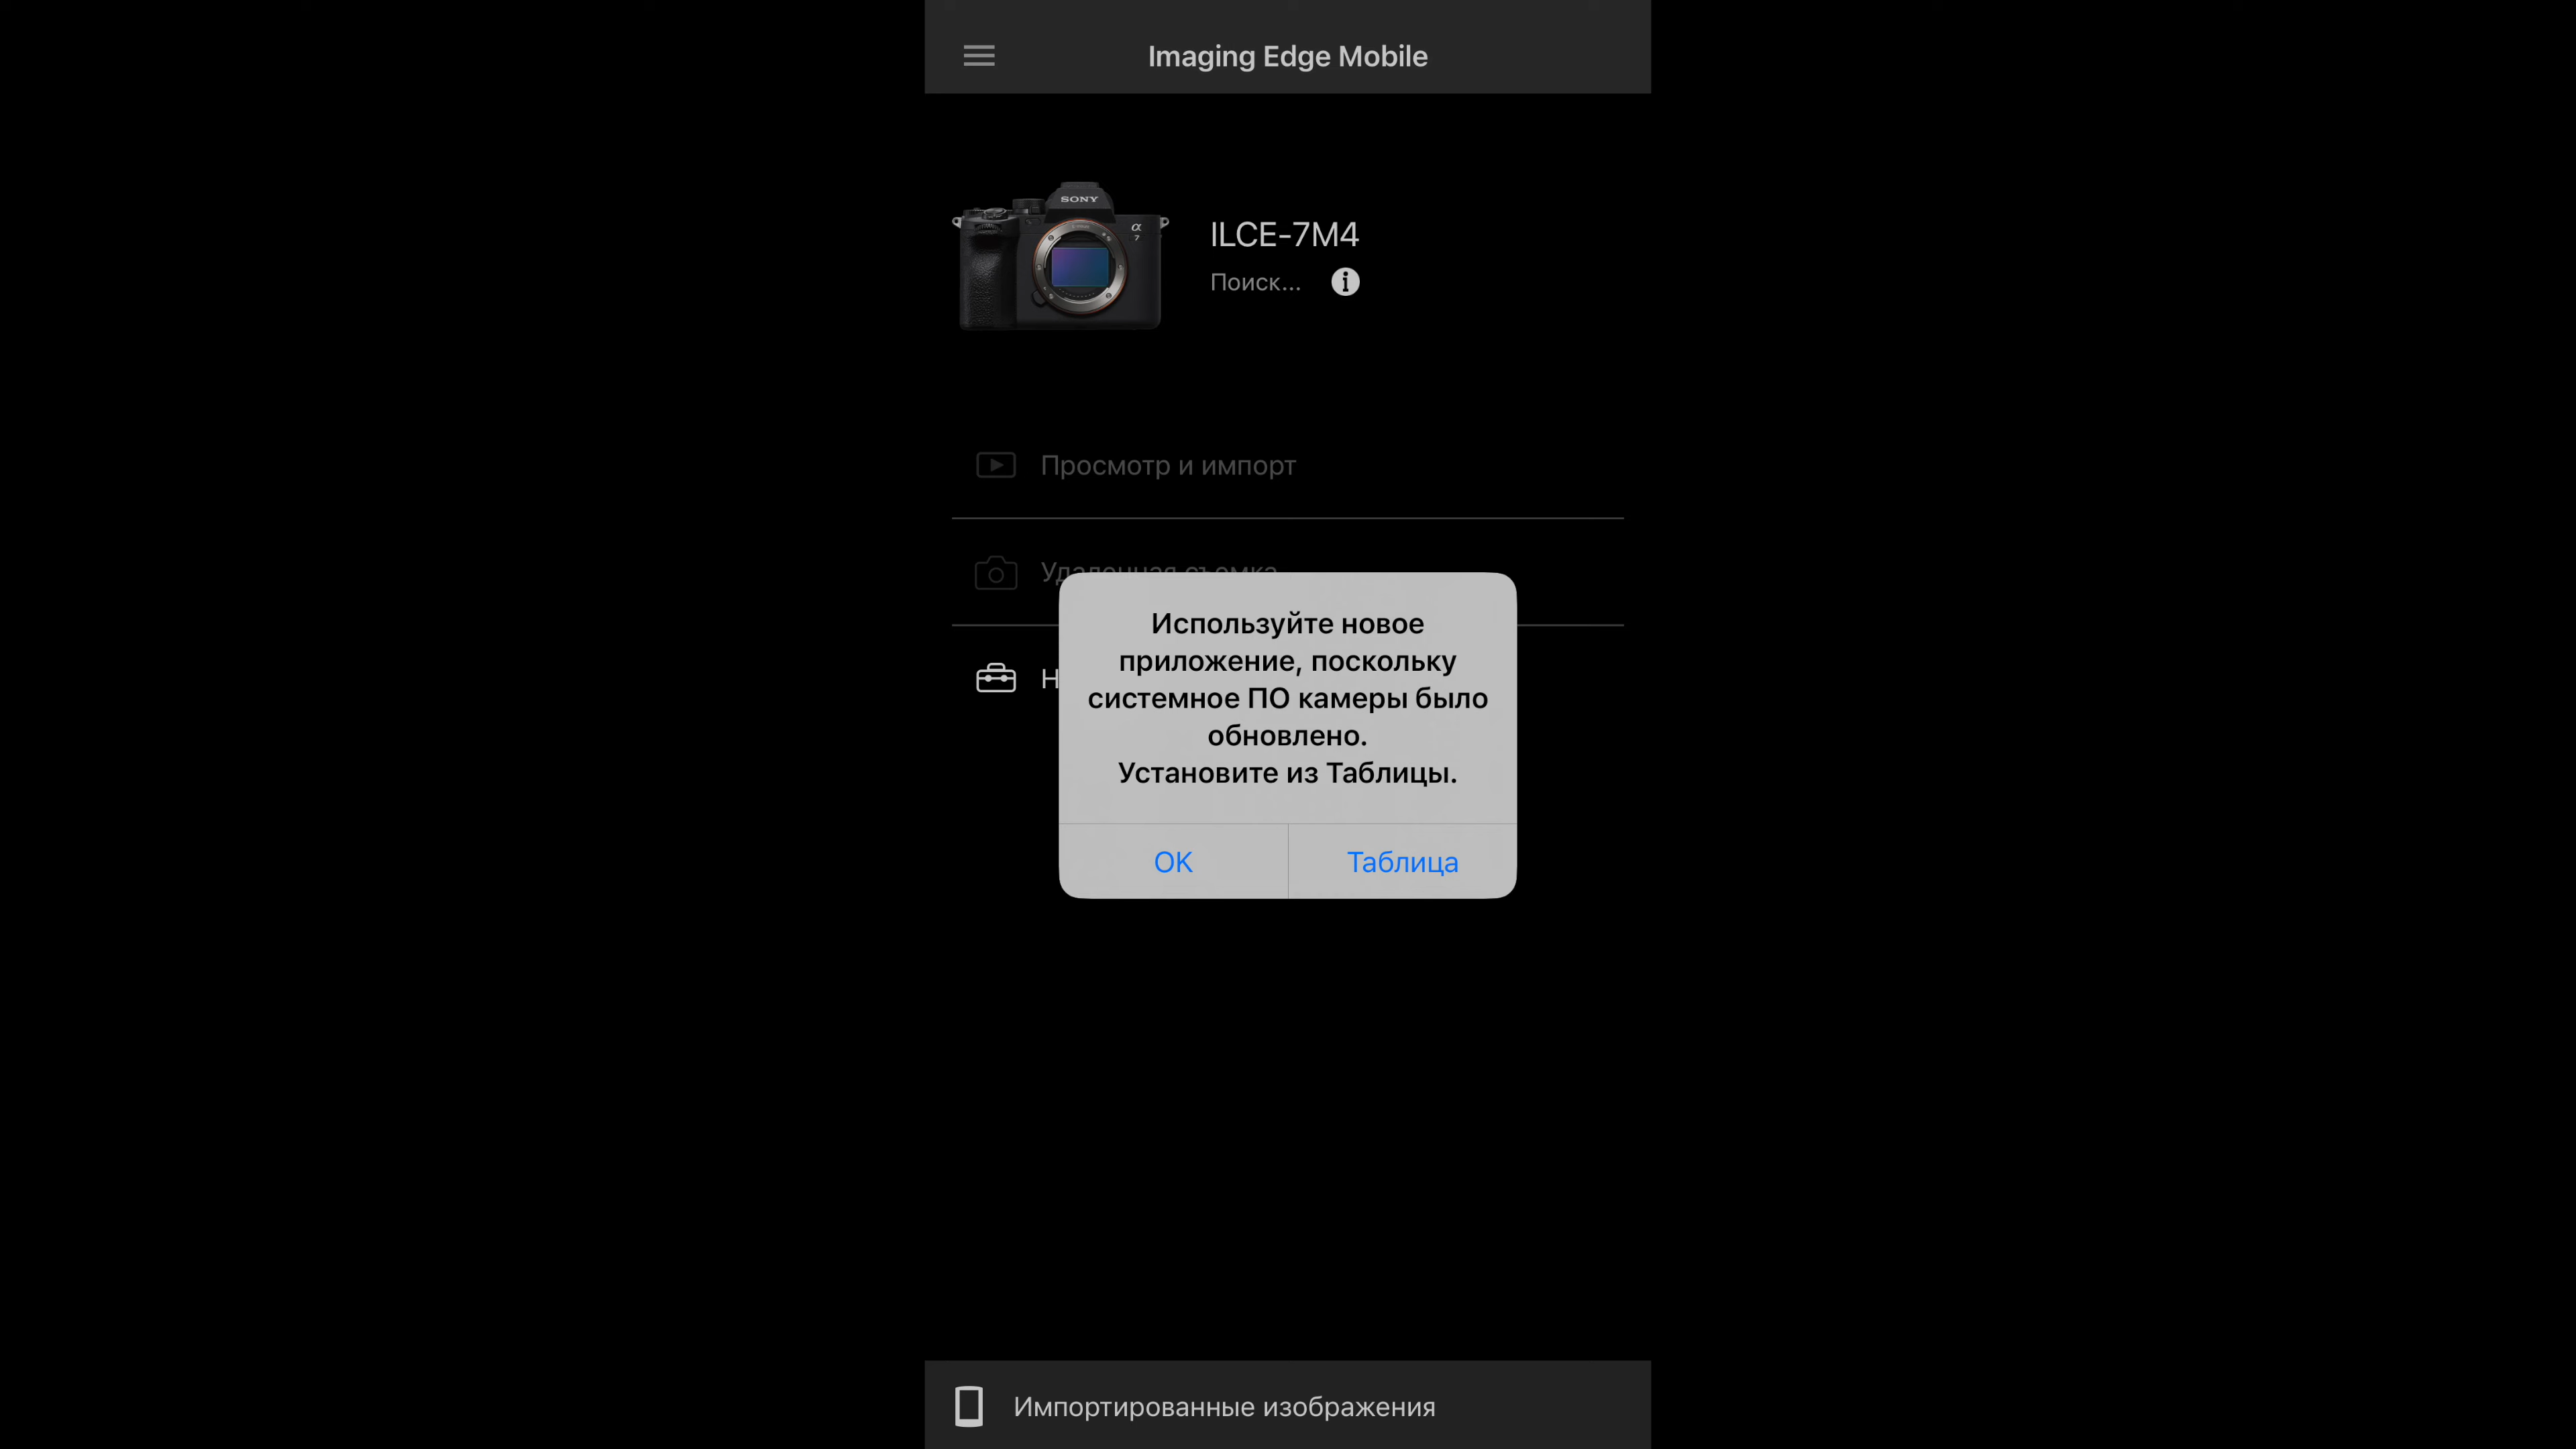 Imaging Edge Mobile
SONY
α
7
ILCE-7M4
Поиск...
Просмотр и импорт
Используйте новое
приложение, поскольку
системное ПО камеры было
обновлено.
Установите из Таблицы.
OK
Таблица
Импортированные изображения